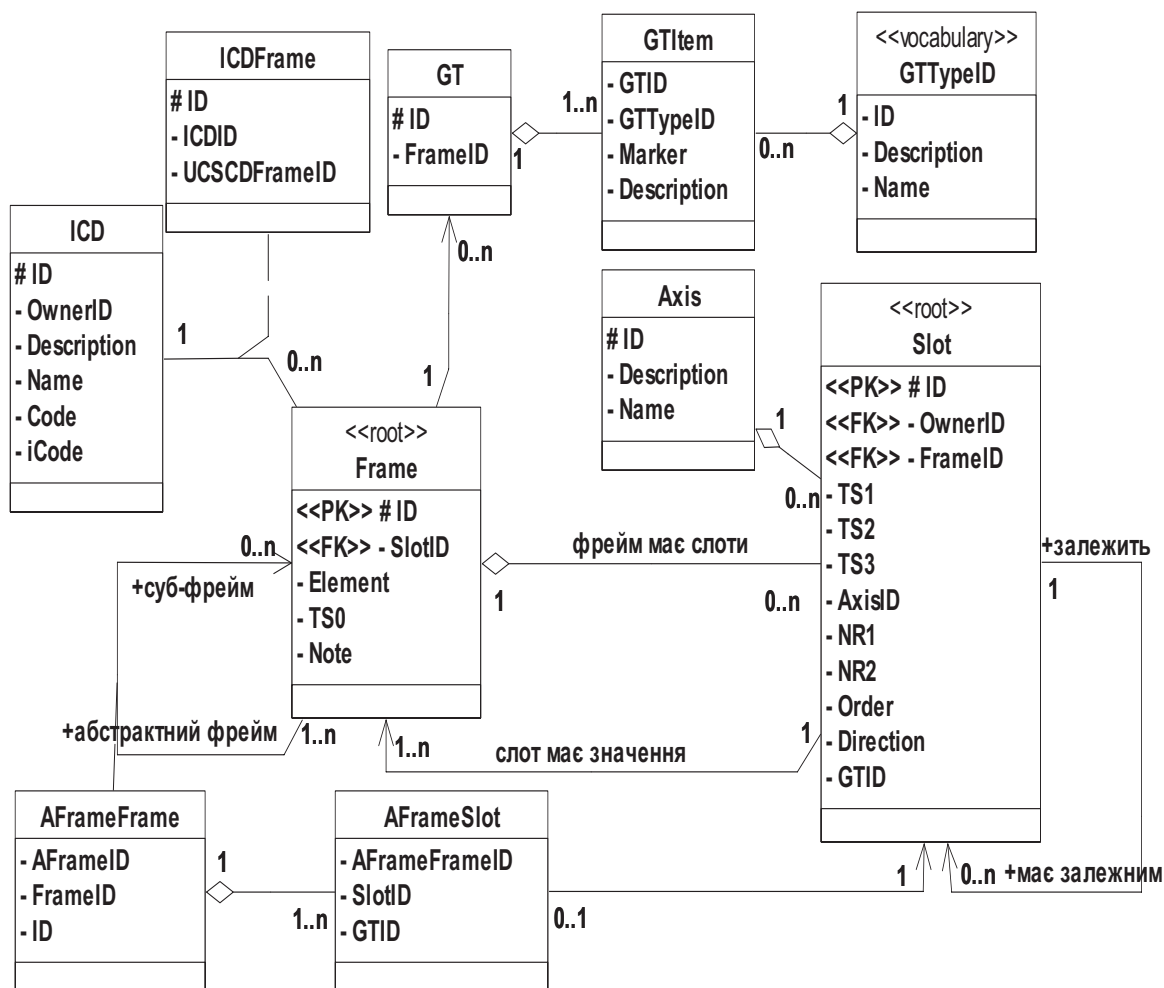 ICDFrame
# ID
- ICDID
- UCSCDFrameID
GT
# ID
- FrameID
1
1..n
GTItem
- GTID
- GTTypeID
- Marker
- Description
0..n
1
<<vocabulary>>
GTTypeID
- ID
- Description
- Name
ICD
# ID
- OwnerID
- Description
- Name
- Code
- iCode
1
0..n
0..n
1
Axis
# ID
- Description
- Name
1
0..n
<<root>>
Slot
<<PK>> # ID
<<FK>> - OwnerID
<<FK>> - FrameID
- TS1
- TS2
- TS3
- AxisID
- NR1
- NR2
- Order
- Direction
- GTID
+залежить
1
0..n
+має залежним
<<root>>
Frame
<<PK>> # ID
<<FK>> - SlotID
- Element
- TS0
- Note
фрейм має слоти
1
0..n
0..n
+суб-фрейм
+абстрактний фрейм
1..n
1..n
слот має значення
1
AFrameFrame
- AFrameID
- FrameID
- ID
1
1..n
AFrameSlot
- AFrameFrameID
- SlotID
- GTID
0..1
1